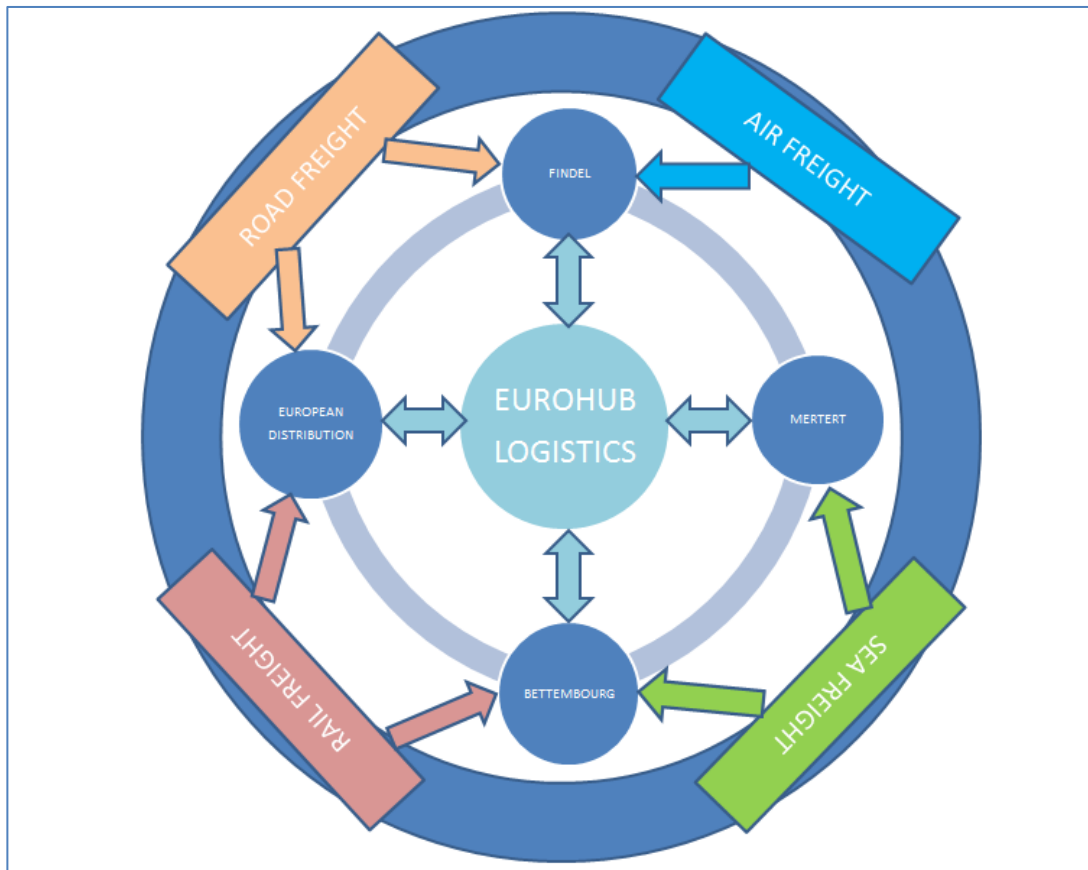 ROAD FREIGHT
AIR FREIGHT
FINDEL
EUROPEAN
DISTRIBUTION
EUROHUB
LOGISTICS
MERTERT
BETTEMBOURG
RAIL FREIGHT
SEA FREIGHT